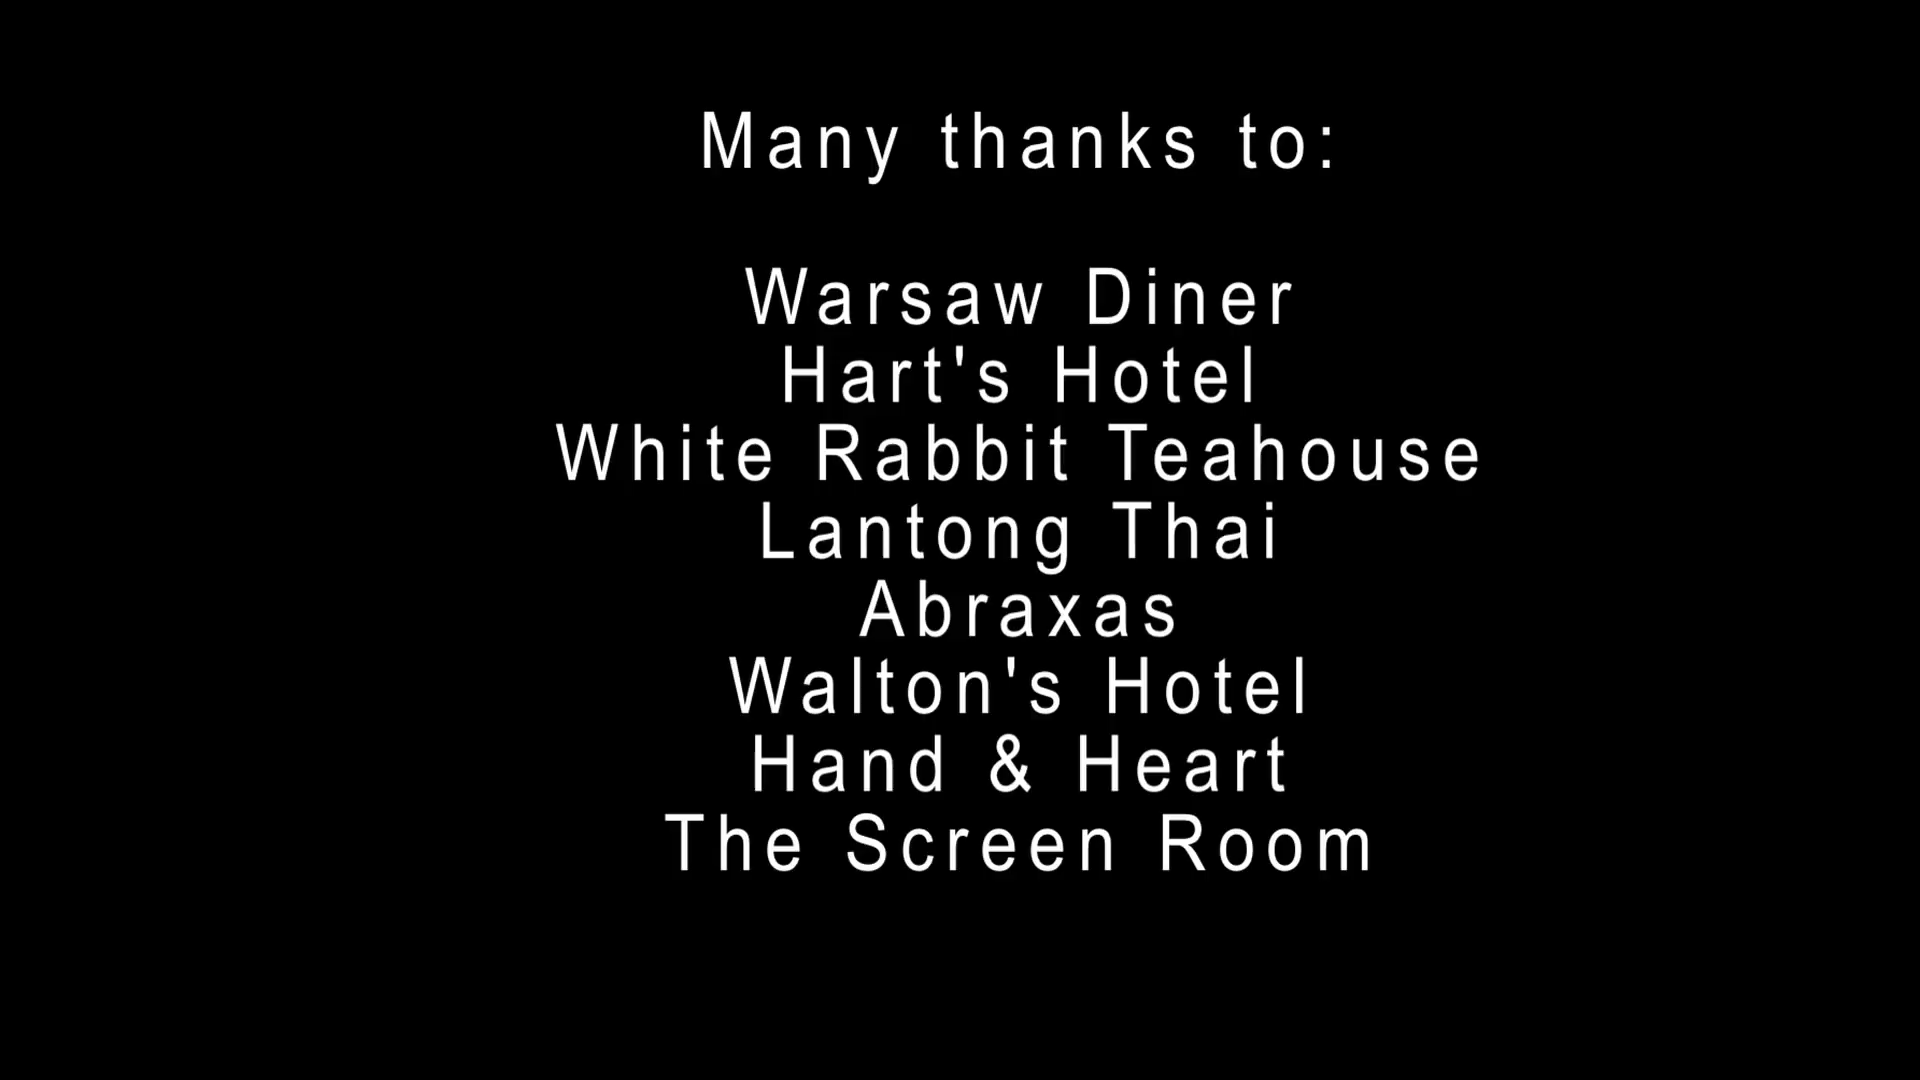 Many thanks to:
Warsaw Diner
Hart's Hotel
White Rabbit Teahouse
Lantong Thai
Abraxas
Walton's Hotel
Hand & Heart
The Screen Room